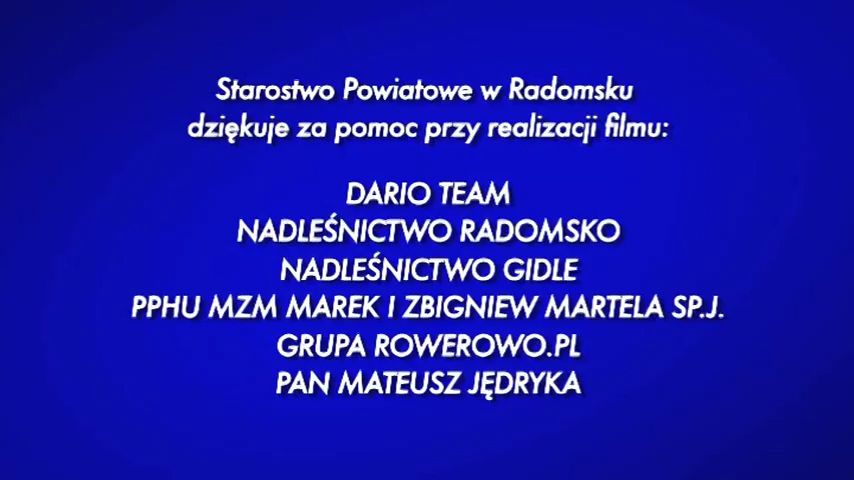 Starostwo Powiatowe w Radomsku
dziękuje za pomoc przy realizacji filmu:
DARIO TEAM
NADLEŚNICTWO RADOMSKO
NADLEŚNICTWO GIDLE
PPHU MZM MAREK I ZBIGNIEW MARTELA SP.J.
GRUPA ROWEROWO.PL
PAN MATEUSZ JĘDRYKA